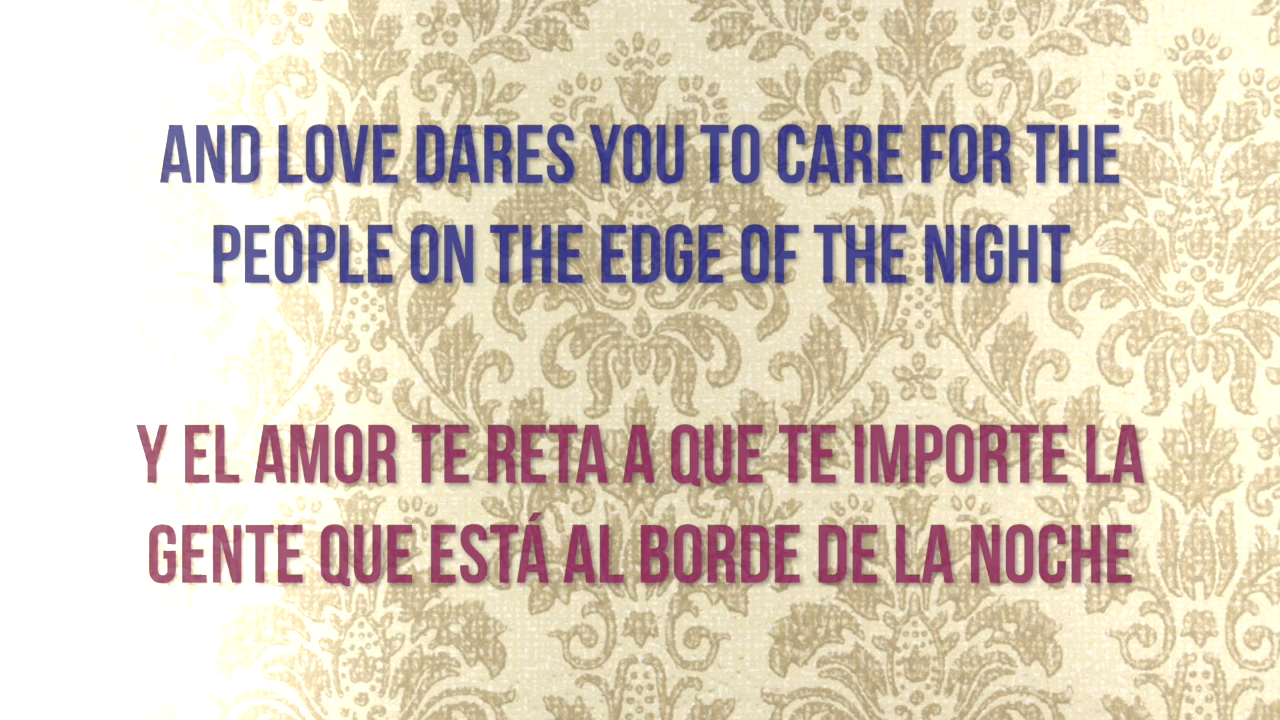 AND LOVE DARES YOU TO CARE FOR THE
PEOPLE ON THE EDGE OF THE NIGHT
Y EL AMOR TE RETA A QUE TE IMPORTE LA
GENTE QUE ESTÁ AL BORDE DE LA NOCHE